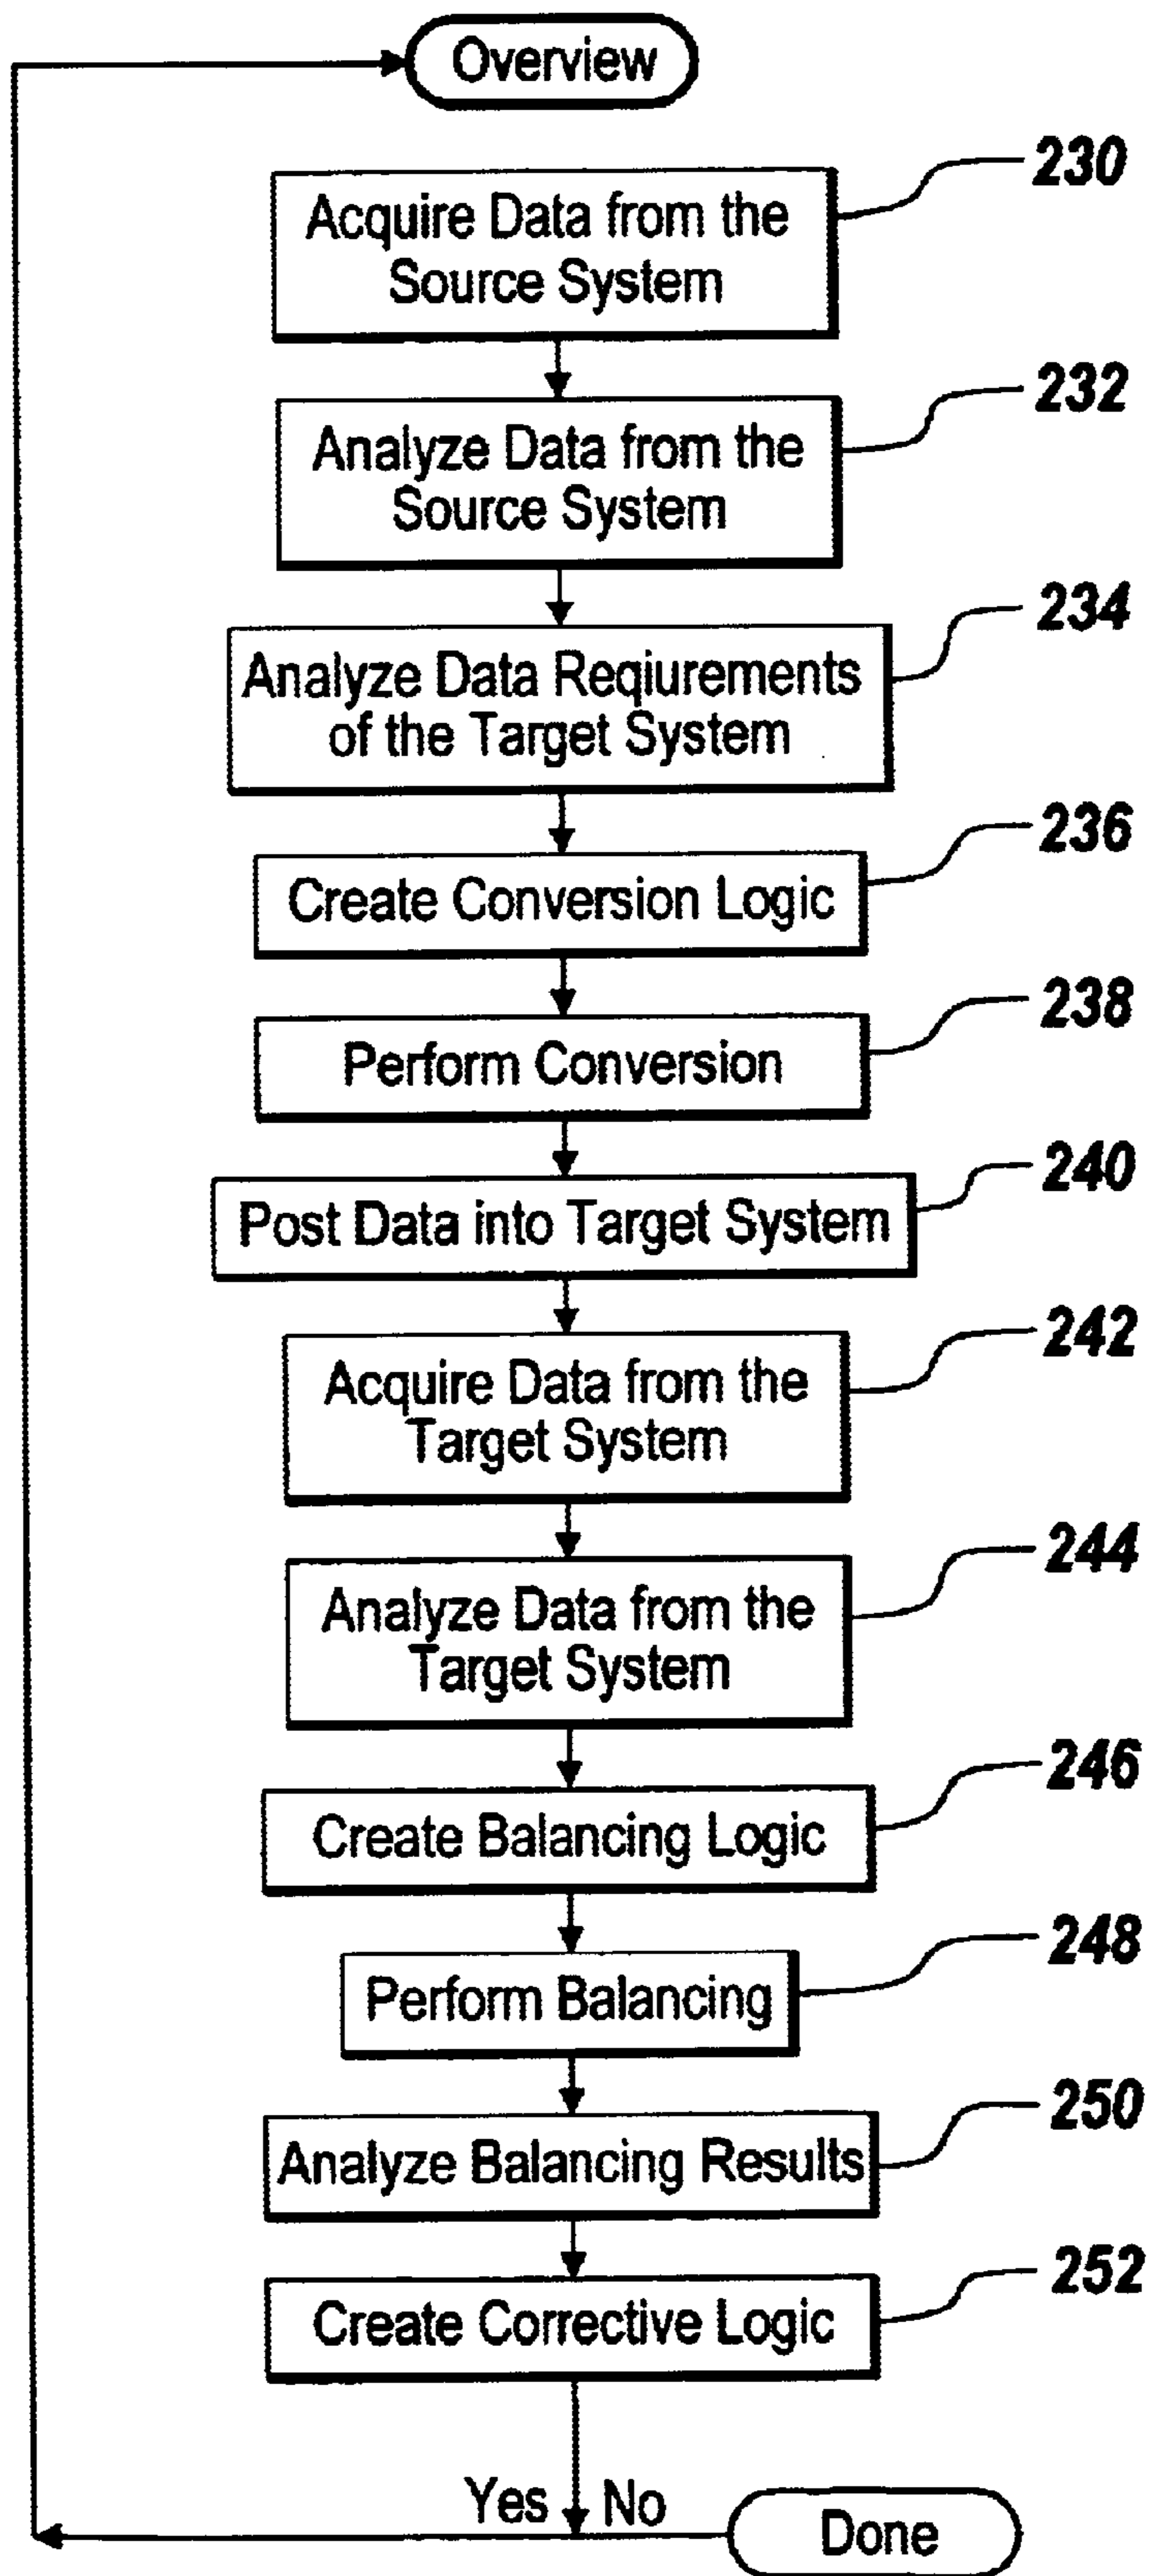 Overview
230
Acquire Data from the
Source System
232
Analyze Data from the
Source System
234
Analyze Data Reqiurements
of the Target System
236
Create Conversion Logic
238
Perform Conversion
240
Post Data into Target System
242
Acquire Data from the
Target System
244
Analyze Data from the
Target System
246
Create Balancing Logic
248
Perform Balancing
250
Analyze Balancing Results
252
Create Corrective Logic
Yes No
Done